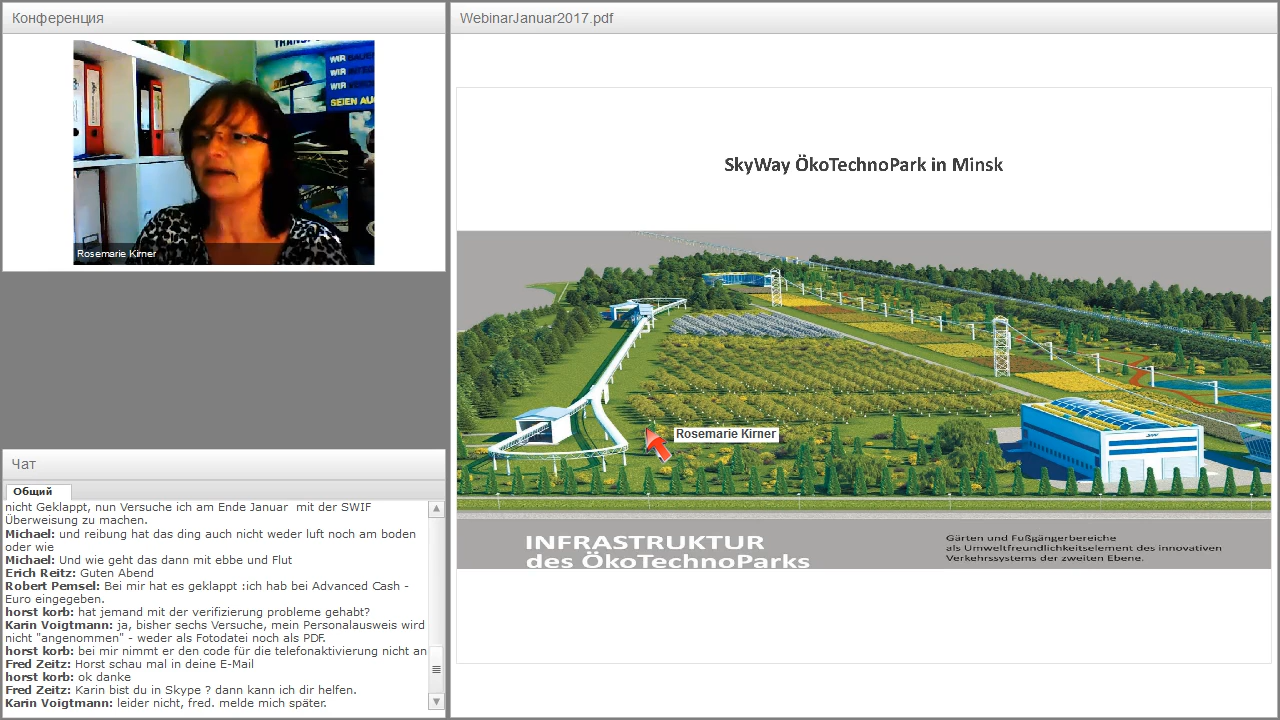 Конференция
TRANSP
WIR BAUEN
WIR
WIR
SEIEN AU
Rosemarie Kirner
Чат
Общий
nicht Geklappt, nun Versuche ich am Ende Januar  mit der SWIF
Überweisung zu machen.
Michael: und reibung hat das ding auch nicht weder luft noch am boden
oder wie
Michael: Und wie geht das dann mit ebbe und Flut
Erich Reitz: Guten Abend
Robert Pemsel: Bei mir hat es geklappt :ich hab bei Advanced Cash -
Euro eingegeben.
horst korb: hat jemand mit der verifizierung probleme gehabt?
Karin Voigtmann: ja, bisher sechs Versuche, mein Personalausweis wird
nicht "angenommen" - weder als Fotodatei noch als PDF.
horst korb: bei mir nimmt er den code für die telefonaktivierung nicht an
Fred Zeitz: Horst schau mal in deine E-Mail
horst korb: ok danke
Fred Zeitz: Karin bist du in Skype ? dann kann ich dir helfen.
Karin Voigtmann: leider nicht, fred. melde mich später.
WebinarJanuar2017.pdf
SkyWay ÖkoTechnoPark in Minsk
Rosemarie Kirner
INFRASTRUKTUR
des ÖkoTechnoParks
Gärten und Fußgängerbereiche
als Umweltfreundlichkeitselement des innovativen
Verkehrssystems der zweiten Ebene.